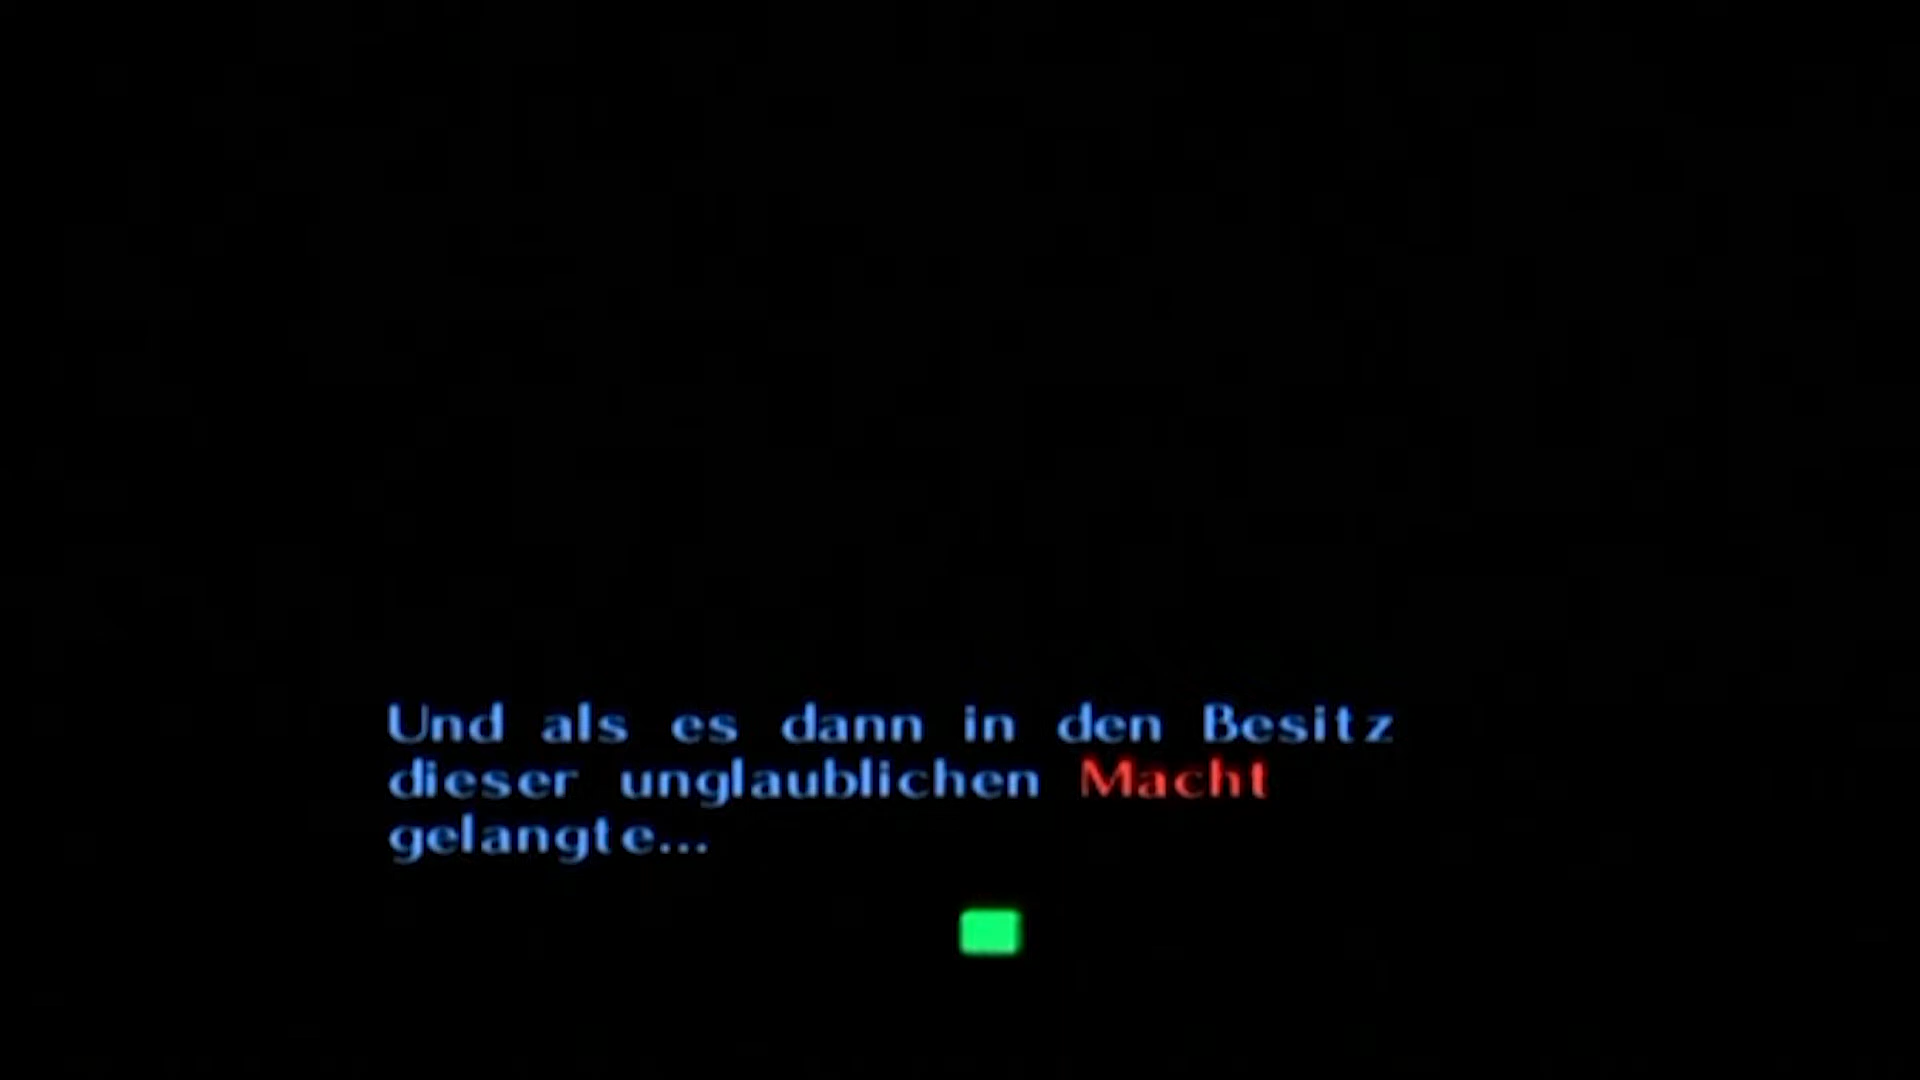 Und als es dann in den Besitz
dieser unglaublichen Macht
gelangte...